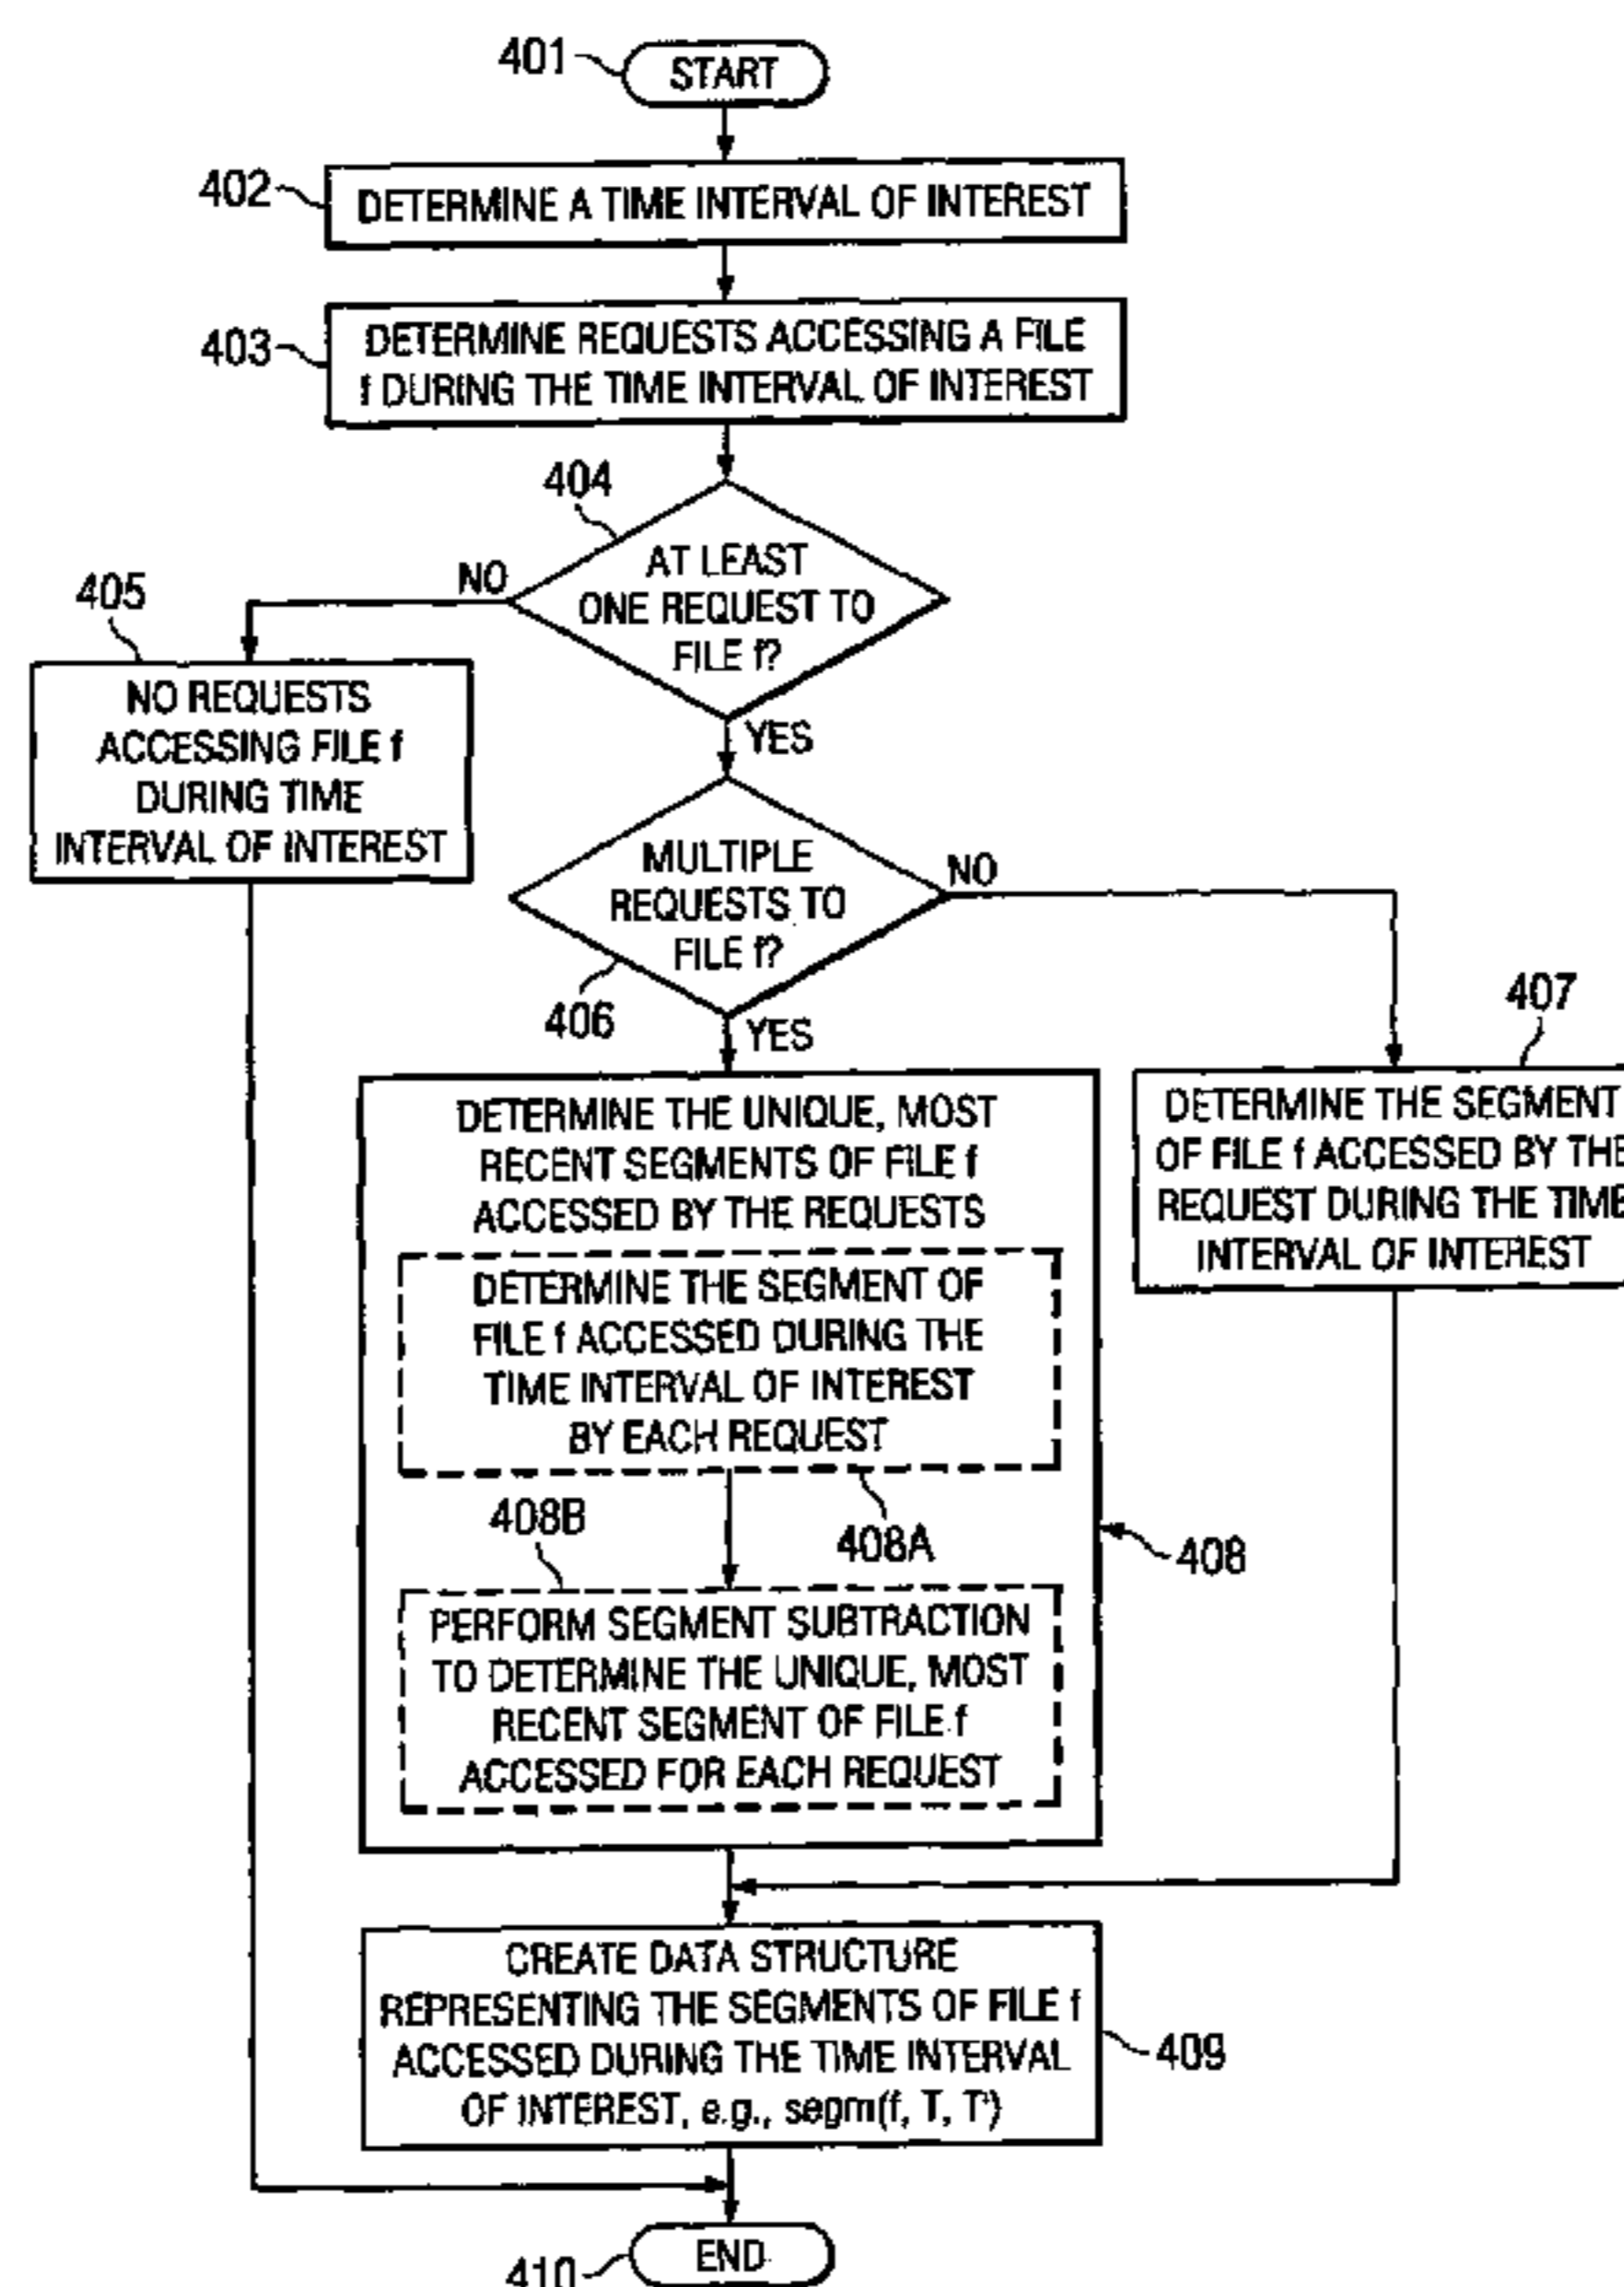 401
START
402
DETERMINE A TIME INTERVAL OF INTEREST
403
DETERMINE REQUESTS ACCESSING A FILE
f DURING THE TIME INTERVAL OF INTEREST
404
AT LEAST
ONE REQUEST TO
FILE f?
NO
YES
405
NO REQUESTS
ACCESSING FILE f
DURING TIME
INTERVAL OF INTEREST
MULTIPLE
REQUESTS TO
FILE f?
NO
406
YES
407
DETERMINE THE SEGMENT
OF FILE f ACCESSED BY THE
REQUEST DURING THE TIME
INTERVAL OF INTEREST
DETERMINE THE UNIQUE, MOST
RECENT SEGMENTS OF FILE f
ACCESSED BY THE REQUESTS
DETERMINE THE SEGMENT OF
FILE f ACCESSED DURING THE
TIME INTERVAL OF INTEREST
BY EACH REQUEST
408B
408A
408
PERFORM SEGMENT SUBTRACTION
TO DETERMINE THE UNIQUE, MOST
RECENT SEGMENT OF FILE f
ACCESSED FOR EACH REQUEST
CREATE DATA STRUCTURE
REPRESENTING THE SEGMENTS OF FILE f
ACCESSED DURING THE TIME INTERVAL
OF INTEREST, e.g., segm(f, T, T')
409
END
410